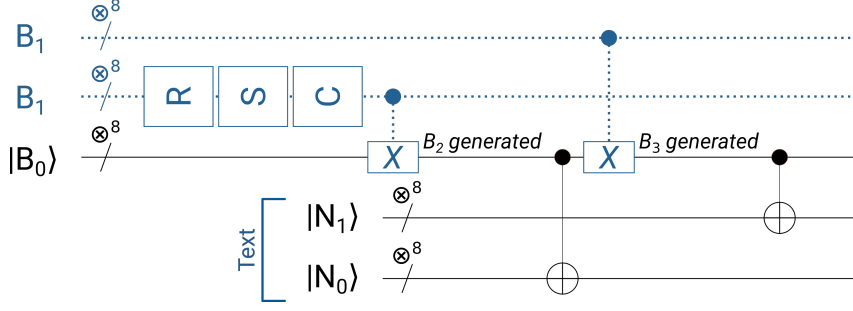 ⊗8
B1
⊗8
B1
R S C
⊗8
|B0⟩
X
B2 generated
X
B3 generated
⊗8
|N1⟩
Text
⊗8
|N0⟩